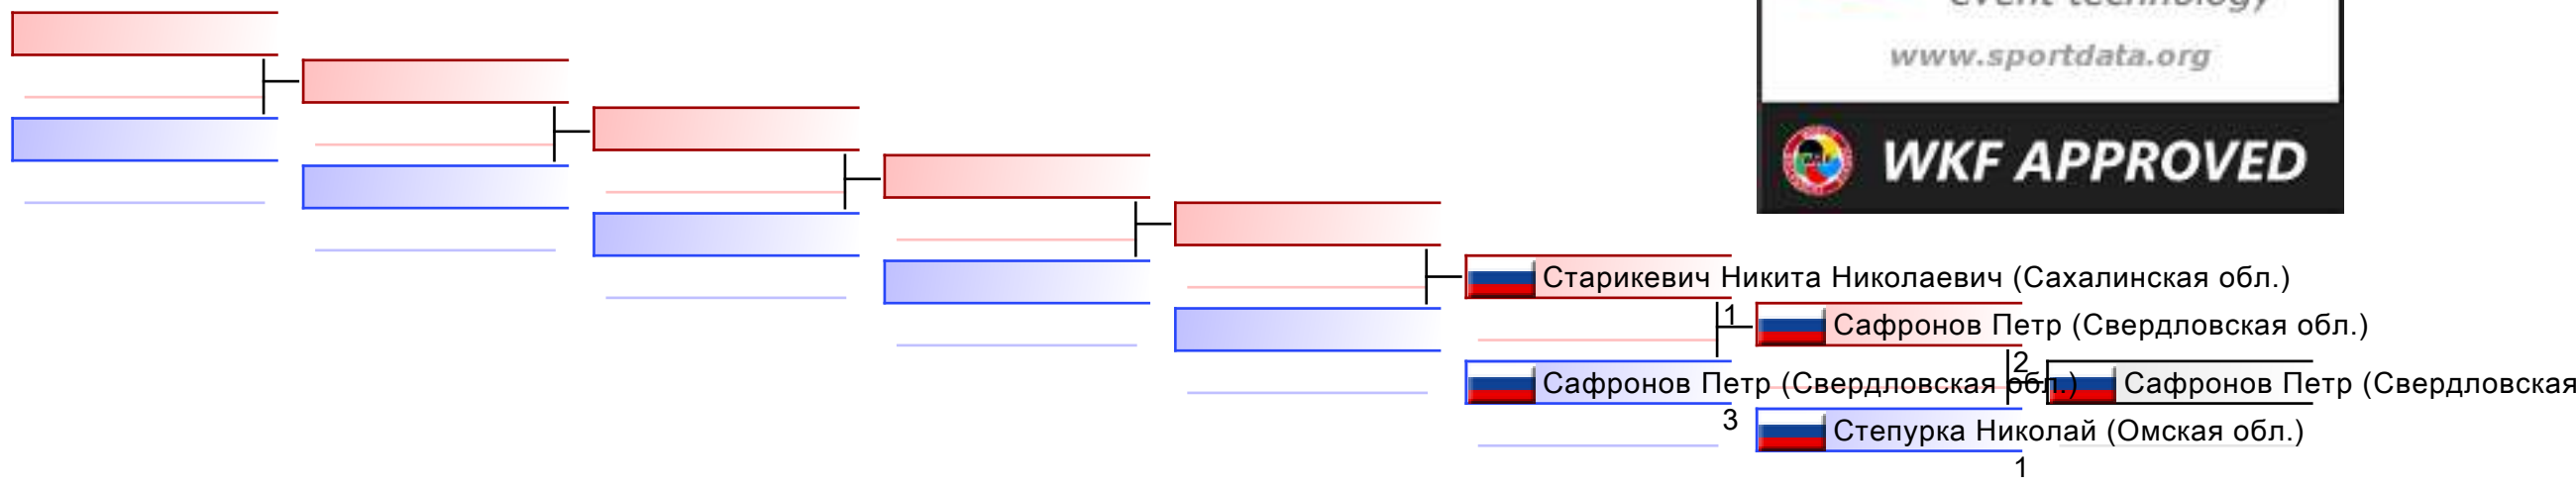 event technology
www.sportdata.org
WKF APPROVED
Старикевич Никита Николаевич (Сахалинская обл.)
1
Сафронов Петр (Свердловская обл.)
2
Сафронов Петр (Свердловская обл.)
Сафронов Петр (Свердловская
3
Степурка Николай (Омская обл.)
1